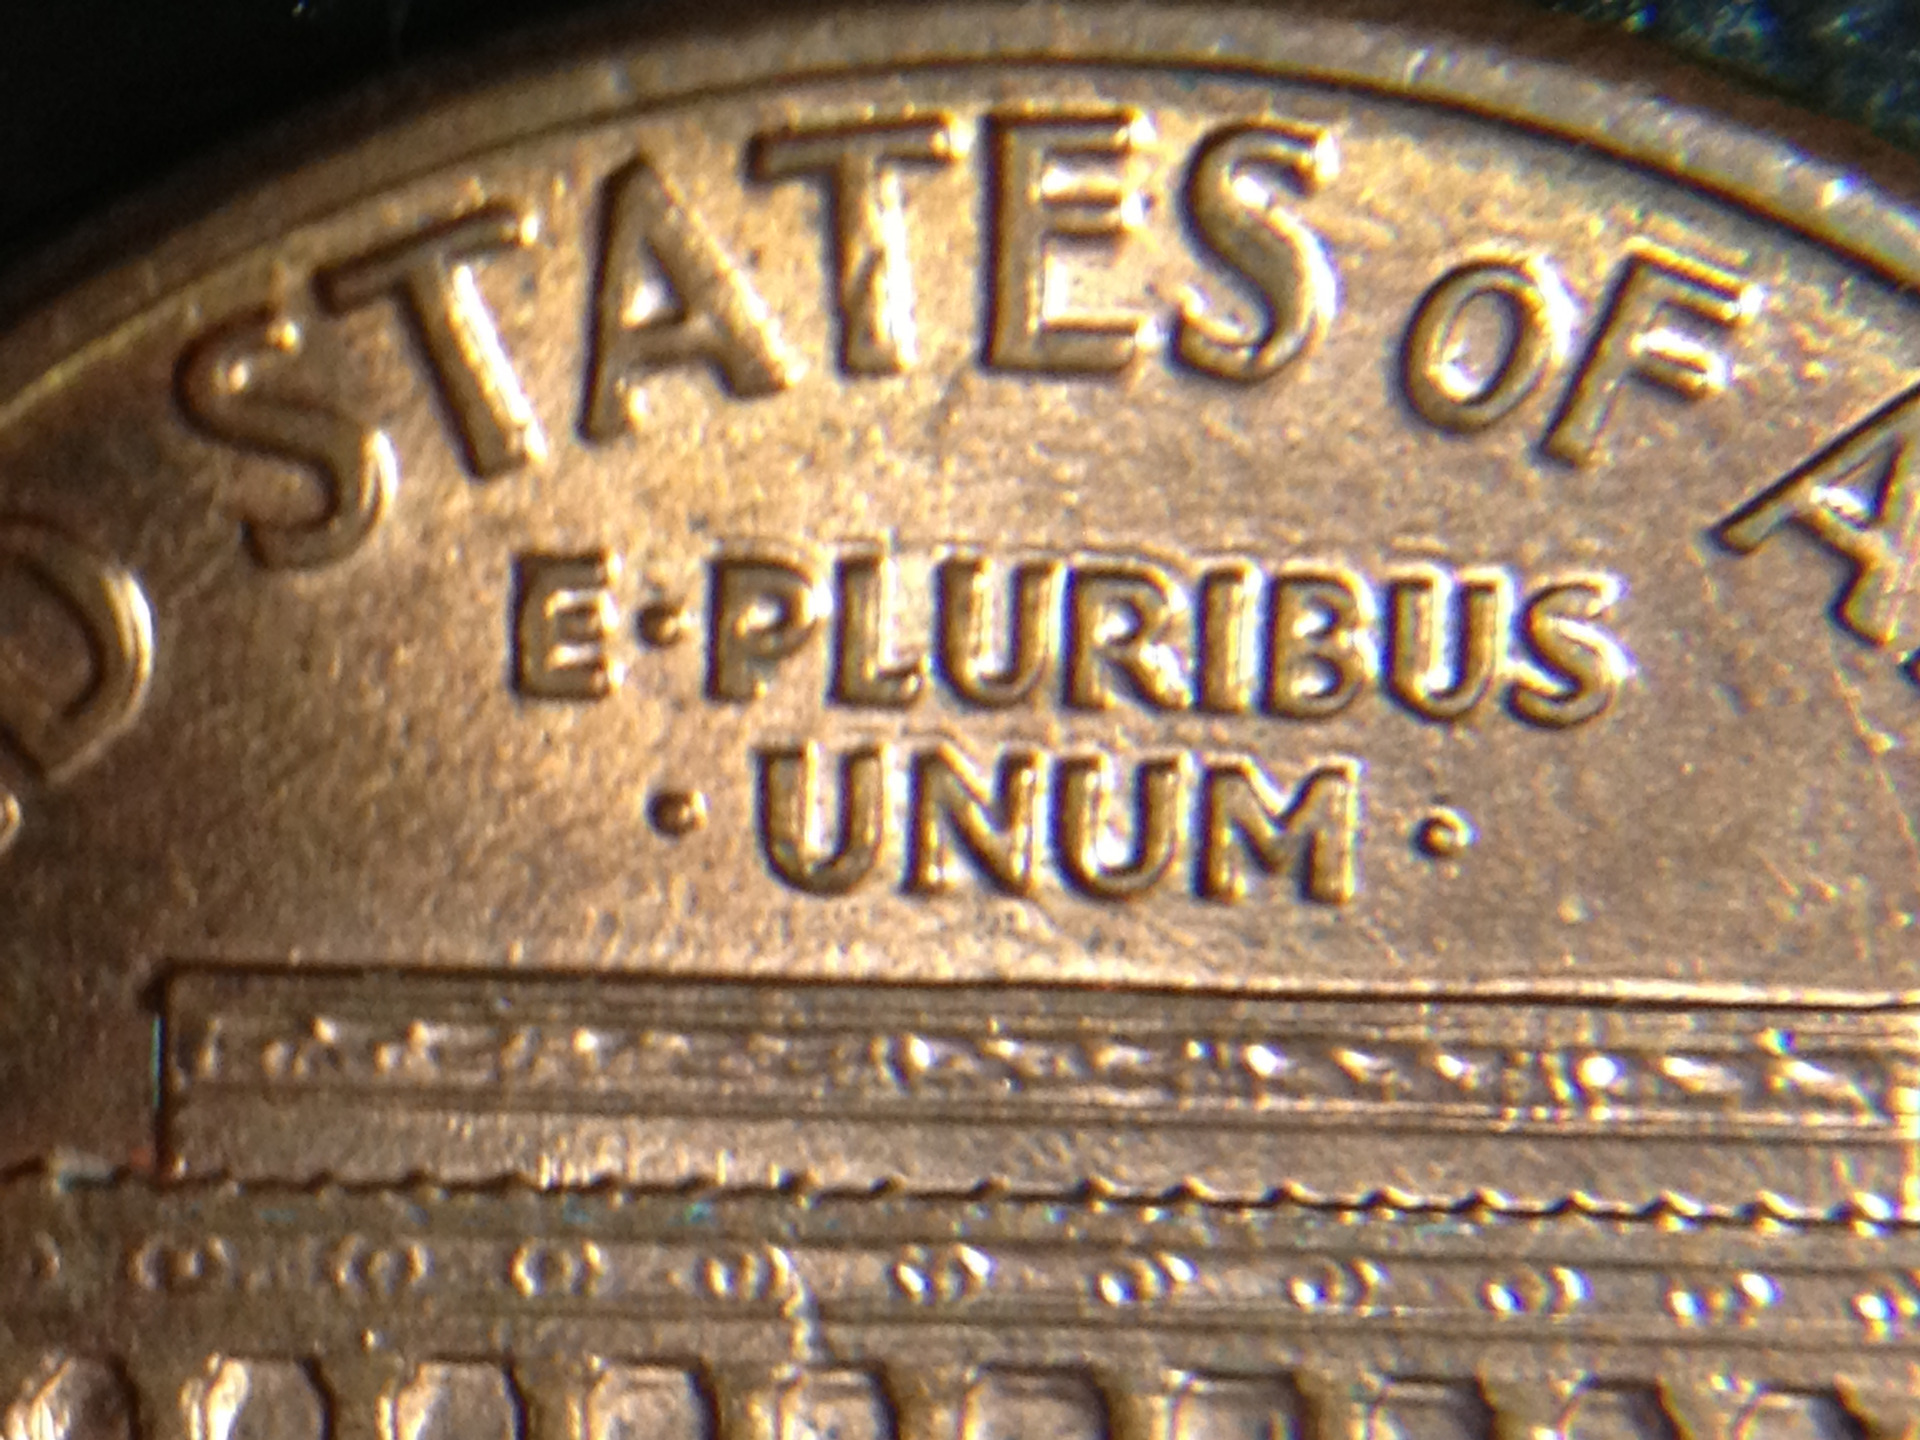 D STATES OF A
E·PLURIBUS
· UNUM ·